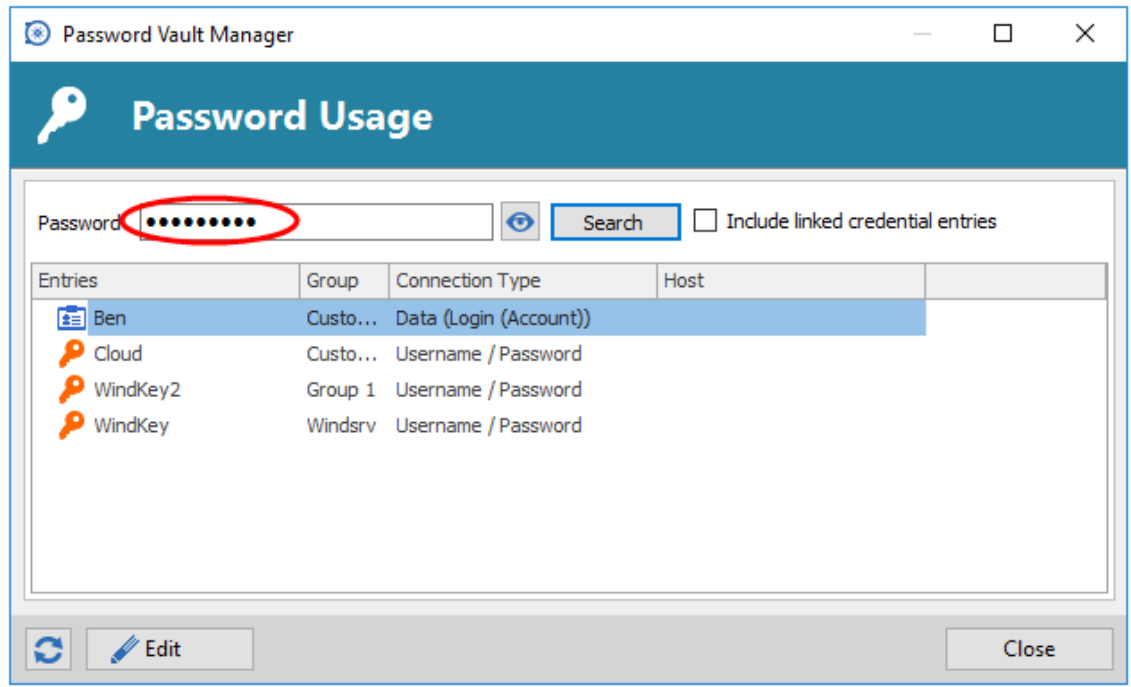 Password Vault Manager
Password Usage
Password ••••••••• Search Include linked credential entries
Entries Group Connection Type Host
Ben Custo... Data (Login (Account))
Cloud Custo... Username / Password
WindKey2 Group 1 Username / Password
WindKey Windsrv Username / Password
Edit Close